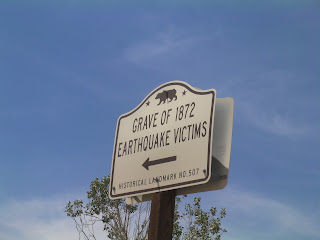 GRAVE OF 1872
EARTHQUAKE VICTIMS
HISTORICAL LANDMARK NO. 507